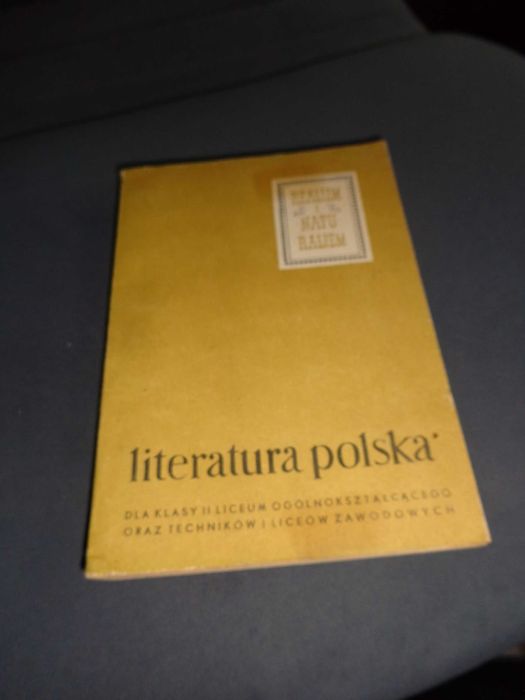 REALIZM
I
NATU
RALIZM
literatura polska
DLA KLASY II LICEUM OGÓLNOKSZTAŁCĄCEGO
ORAZ TECHNIKÓW I LICEÓW ZAWODOWYCH